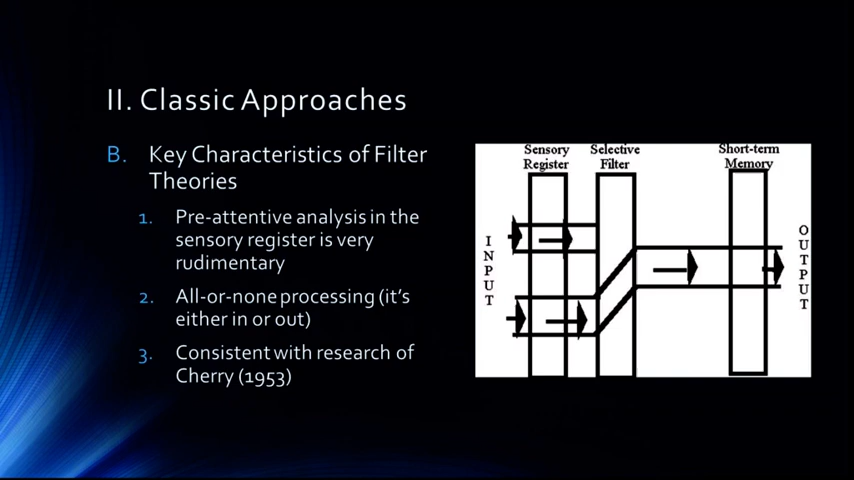 II. Classic Approaches
B. Key Characteristics of Filter
Theories
1. Pre-attentive analysis in the
sensory register is very
rudimentary
2. All-or-none processing (it's
either in or out)
3. Consistent with research of
Cherry (1953)
Sensory
Register
Selective
Filter
Short-term
Memory
INPUT
OUTPUT